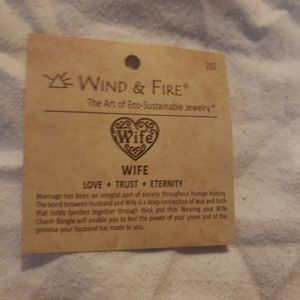 293
WIND & FIRE®
The Art of Eco-Sustainable Jewelry™
Wife
WIFE
LOVE • TRUST • ETERNITY
Marriage has been an integral part of society throughout human history.
The bond between Husband and Wife is a deep connection of love and faith
that holds families together through thick and thin. Wearing your Wife
Charm Bangle will enable you to feel the power of your union and of the
promise your husband has made to you.